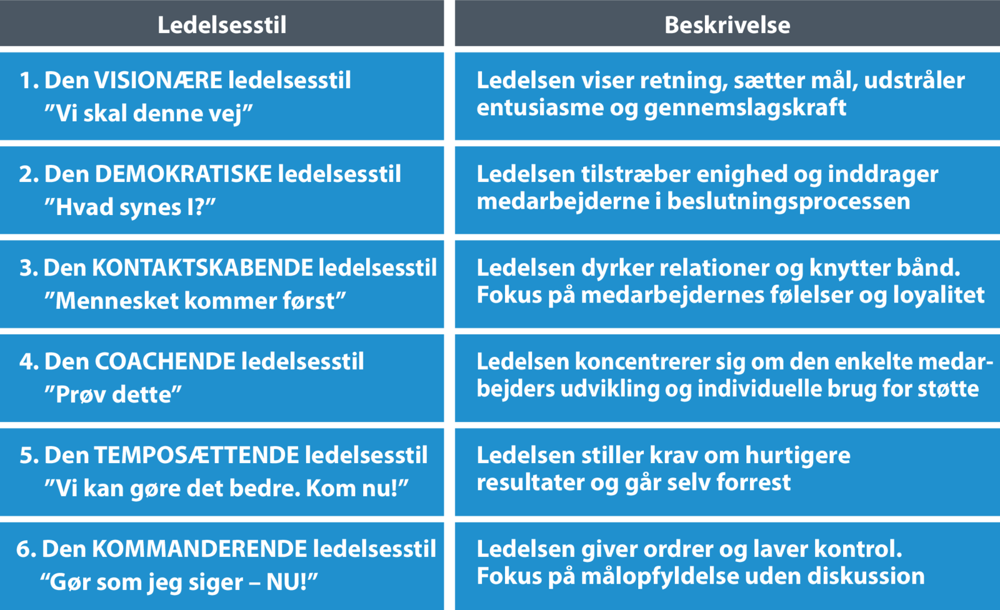 Ledelsesstil
Beskrivelse
1. Den VISIONÆRE ledelsesstil
”Vi skal denne vej”
Ledelsen viser retning, sætter mål, udstråler
entusiasme og gennemslagskraft
2. Den DEMOKRATISKE ledelsesstil
”Hvad synes I?”
Ledelsen tilstræber enighed og inddrager
medarbejderne i beslutningsprocessen
3. Den KONTAKTSKABENDE ledelsesstil
”Mennesket kommer først”
Ledelsen dyrker relationer og knytter bånd.
Fokus på medarbejdernes følelser og loyalitet
4. Den COACHENDE ledelsesstil
”Prøv dette”
Ledelsen koncentrerer sig om den enkelte medar-
bejders udvikling og individuelle brug for støtte
5. Den TEMPOSÆTTENDE ledelsesstil
”Vi kan gøre det bedre. Kom nu!”
Ledelsen stiller krav om hurtigere
resultater og går selv forrest
6. Den KOMMANDERENDE ledelsesstil
“Gør som jeg siger – NU!”
Ledelsen giver ordrer og laver kontrol.
Fokus på målopfyldelse uden diskussion